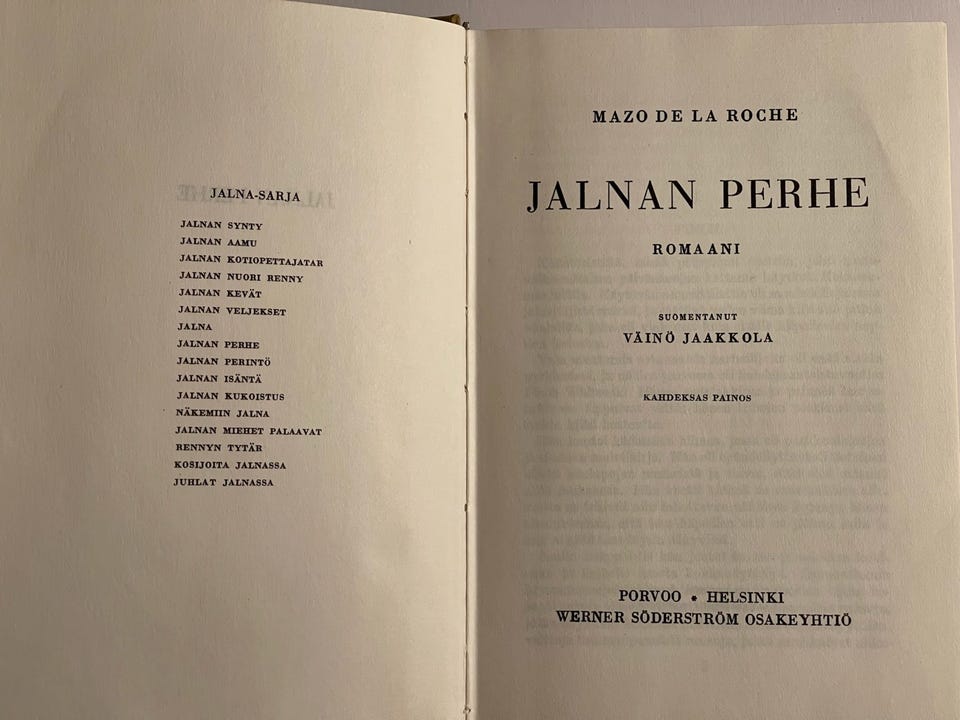 JALNA-SARJA
JALNAN SYNTY
JALNAN AAMU
JALNAN KOTIOPETTAJATAR
JALNAN NUORI RENNY
JALNAN KEVÄT
JALNAN VELJEKSET
JALNA
JALNAN PERHE
JALNAN PERINTÖ
JALNAN ISÄNTÄ
JALNAN KUKOISTUS
NÄKEMIIN JALNA
JALNAN MIEHET PALAAVAT
RENNYN TYTÄR
KOSIJOITA JALNASSA
JUHLAT JALNASSA
MAZO DE LA ROCHE
JALNAN PERHE
ROMAANI
SUOMENTANUT
VÄINÖ JAAKKOLA
KAHDEKSAS PAINOS
PORVOO * HELSINKI
WERNER SÖDERSTRÖM OSAKEYHTIÖ